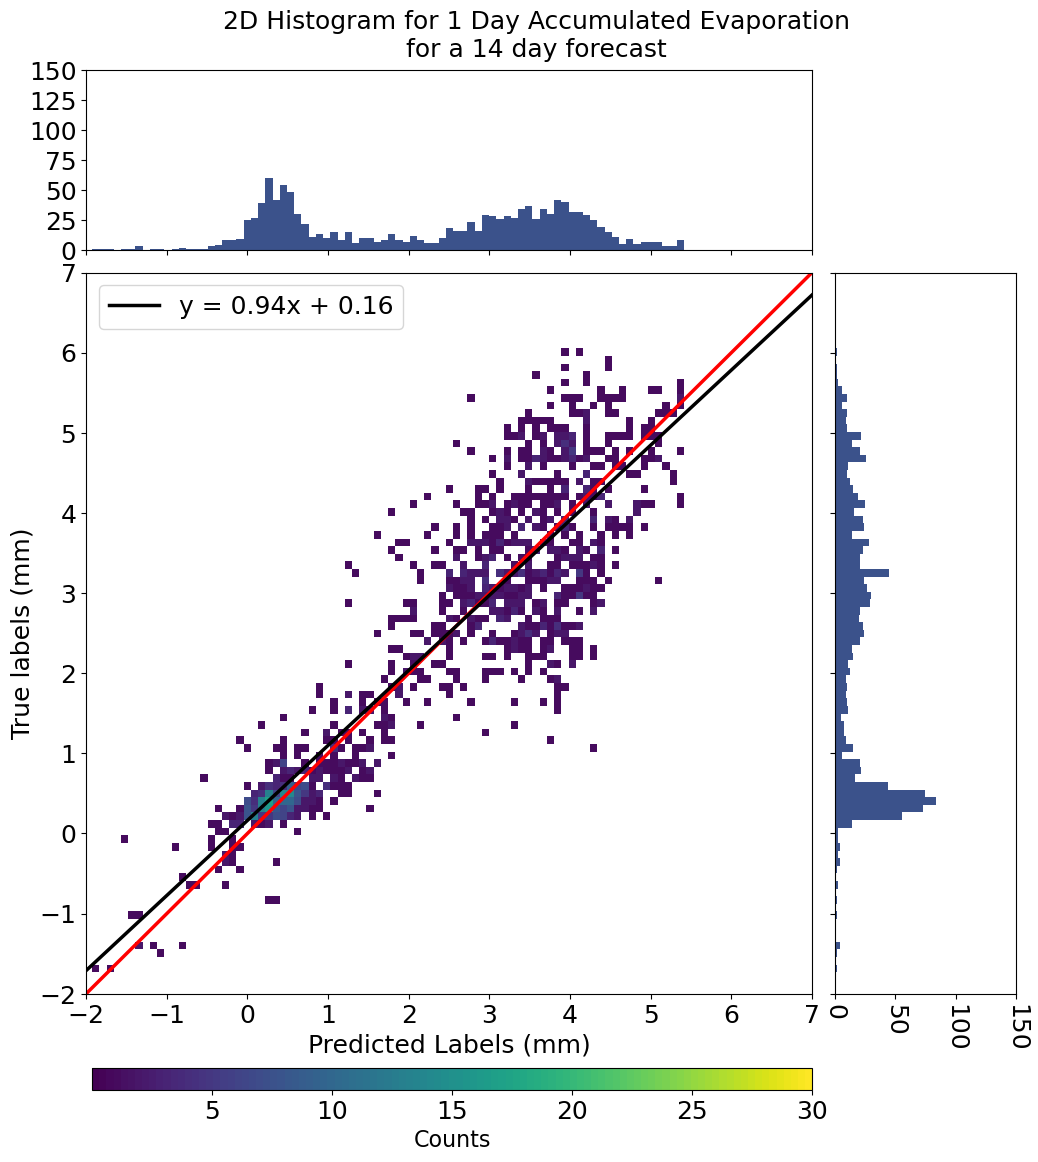 2D Histogram for 1 Day Accumulated Evaporation
for a 14 day forecast
150
125
100
75
50
25
0
7
6
5
4
3
2
1
0
−1
−2
True labels (mm)
y = 0.94x + 0.16
−2 −1 0 1 2 3 4 5 6 7
Predicted Labels (mm)
0 50 100 150
5 10 15 20 25 30
Counts